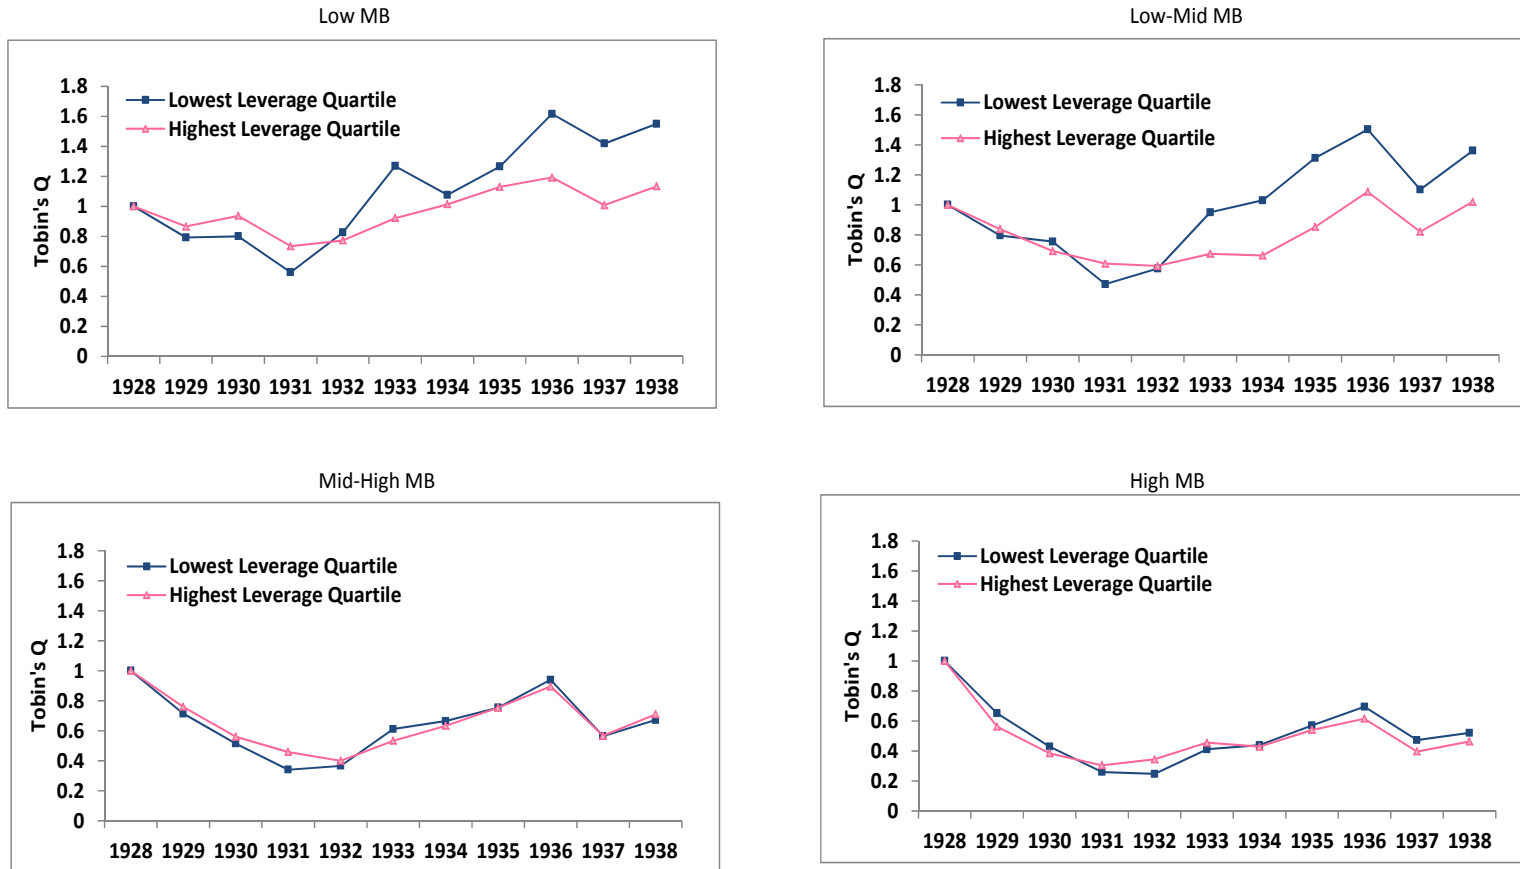 Low MB
Tobin's Q
1.8
1.6
1.4
1.2
1
0.8
0.6
0.4
0.2
0
Lowest Leverage Quartile
Highest Leverage Quartile
1928 1929 1930 1931 1932 1933 1934 1935 1936 1937 1938
Low-Mid MB
Tobin's Q
1.8
1.6
1.4
1.2
1
0.8
0.6
0.4
0.2
0
Lowest Leverage Quartile
Highest Leverage Quartile
1928 1929 1930 1931 1932 1933 1934 1935 1936 1937 1938
Mid-High MB
Tobin's Q
1.8
1.6
1.4
1.2
1
0.8
0.6
0.4
0.2
0
Lowest Leverage Quartile
Highest Leverage Quartile
1928 1929 1930 1931 1932 1933 1934 1935 1936 1937 1938
High MB
Tobin's Q
1.8
1.6
1.4
1.2
1
0.8
0.6
0.4
0.2
0
Lowest Leverage Quartile
Highest Leverage Quartile
1928 1929 1930 1931 1932 1933 1934 1935 1936 1937 1938